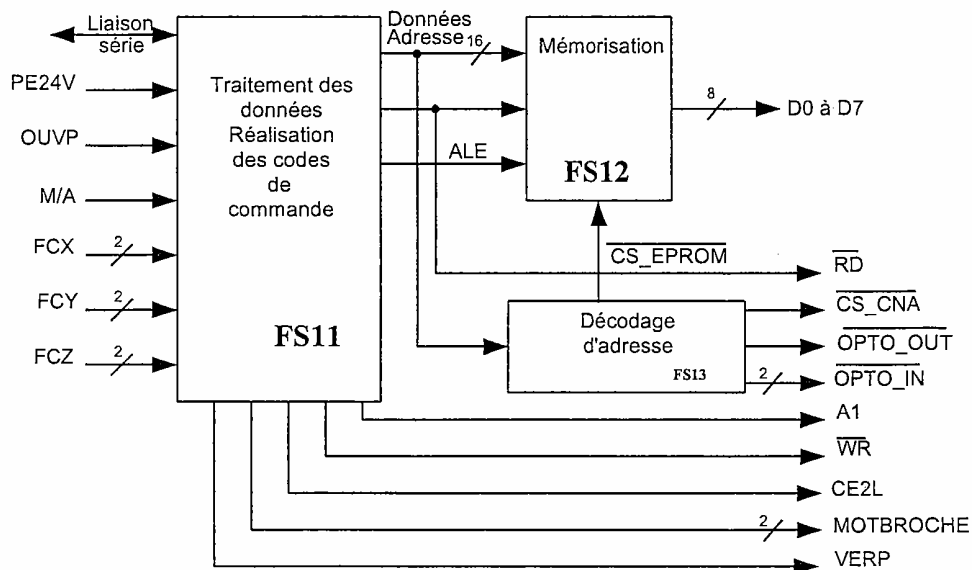 Liaison
série
PE24V
OUVP
M/A
FCX
2
FCY
2
FCZ
2
Traitement des
données
Réalisation
des codes
de
commande
FS11
Données
Adresse
16
ALE
Mémorisation
FS12
8
D0 à D7
CS_EPROM
RD
Décodage
d'adresse
FS13
CS_CNA
OPTO_OUT
2
OPTO_IN
A1
WR
CE2L
2
MOTBROCHE
VERP